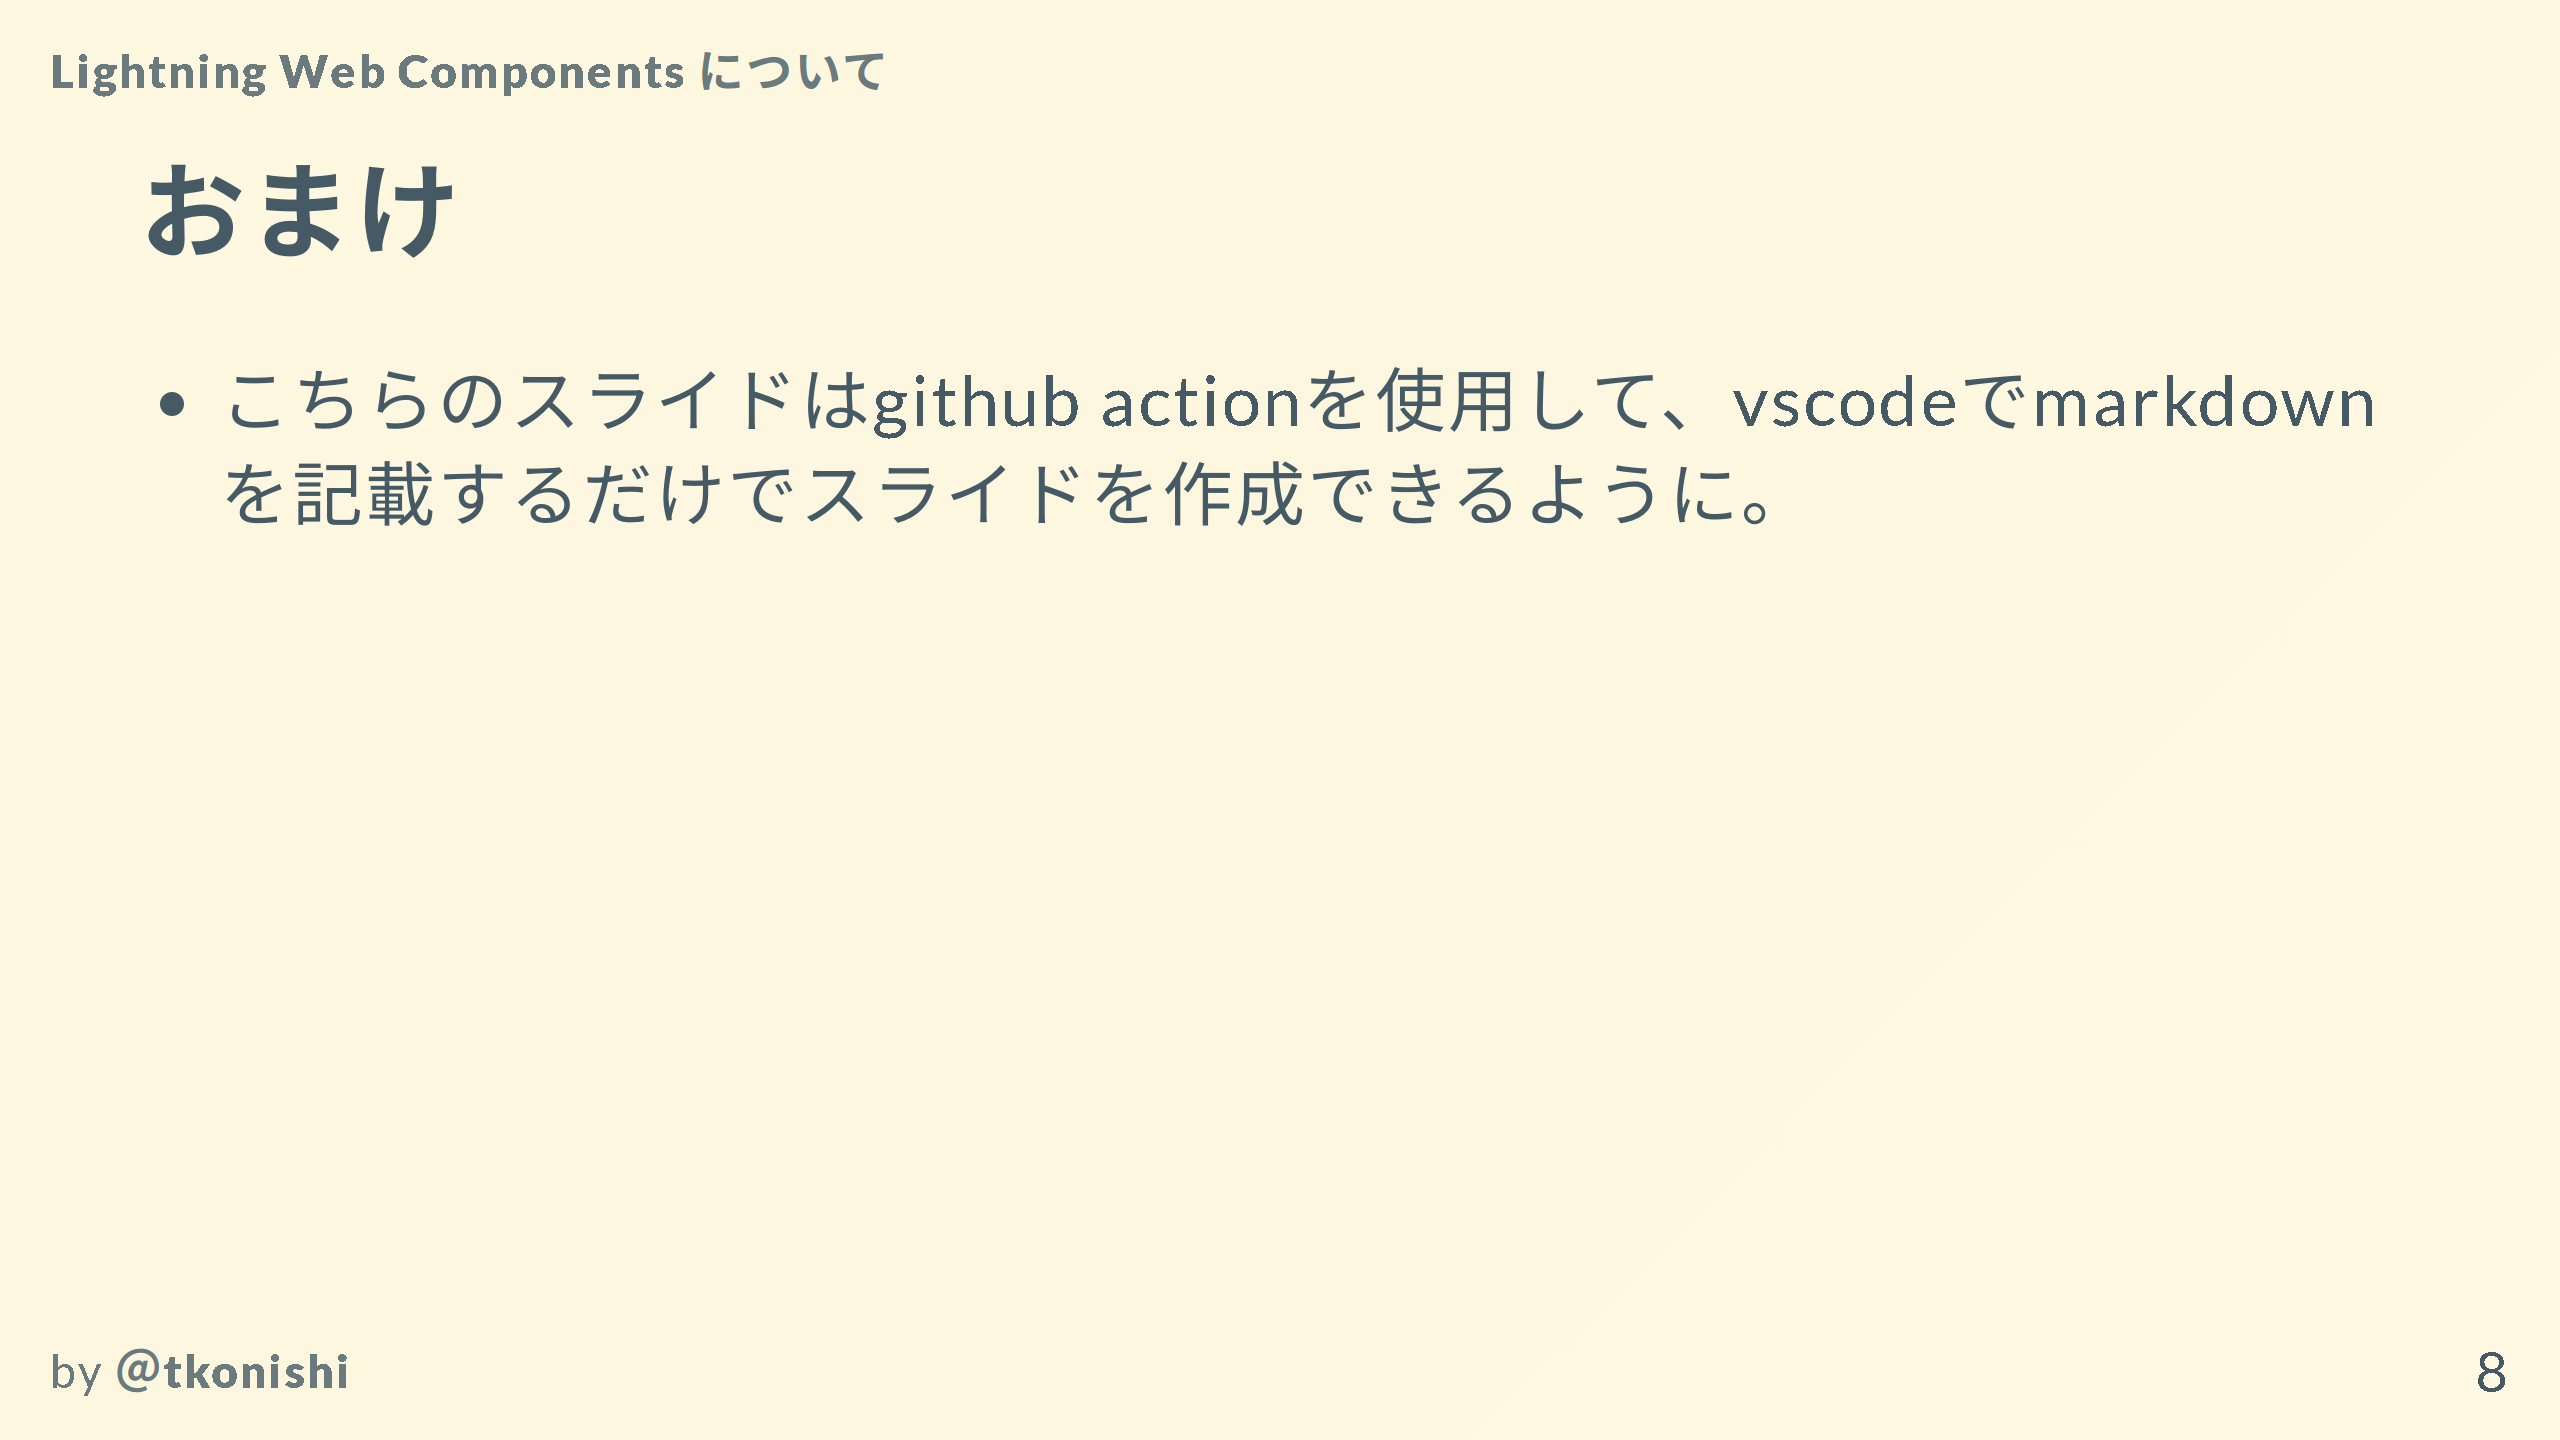 Lightning Web Components について
おまけ
• こちらのスライドはgithub actionを使用して、vscodeでmarkdown
を記載するだけでスライドを作成できるように。
by ＠tkonishi
8